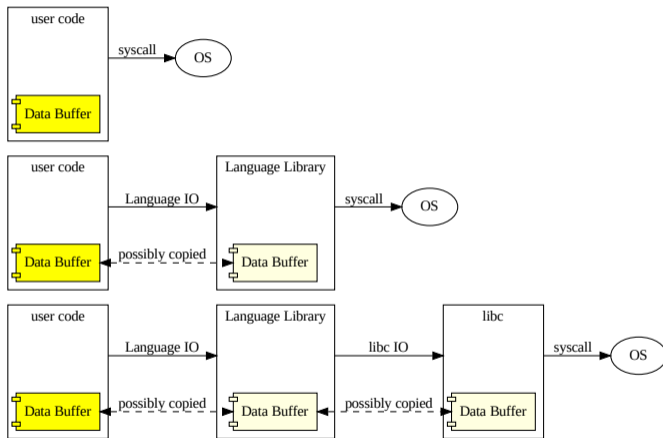 user code
syscall
OS
Data Buffer
user code
Language Library
Language IO
syscall
OS
possibly copied
Data Buffer
Data Buffer
user code
Language Library
libc
Language IO
libc IO
syscall
OS
possibly copied
possibly copied
Data Buffer
Data Buffer
Data Buffer